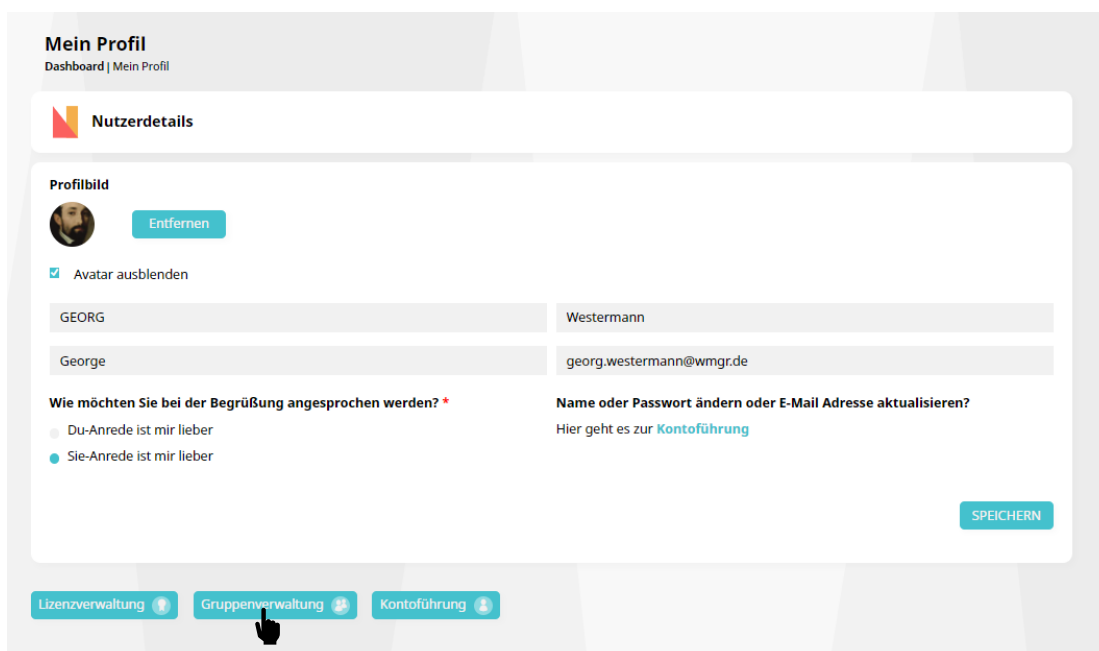 Mein Profil
Dashboard | Mein Profil
Nutzerdetails
Profilbild
Entfernen
Avatar ausblenden
GEORG
Westermann
George
georg.westermann@wmgr.de
Wie möchten Sie bei der Begrüßung angesprochen werden? *
Du-Anrede ist mir lieber
Sie-Anrede ist mir lieber
Name oder Passwort ändern oder E-Mail Adresse aktualisieren?
Hier geht es zur Kontoführung
SPEICHERN
Lizenzverwaltung
Gruppenverwaltung
Kontoführung